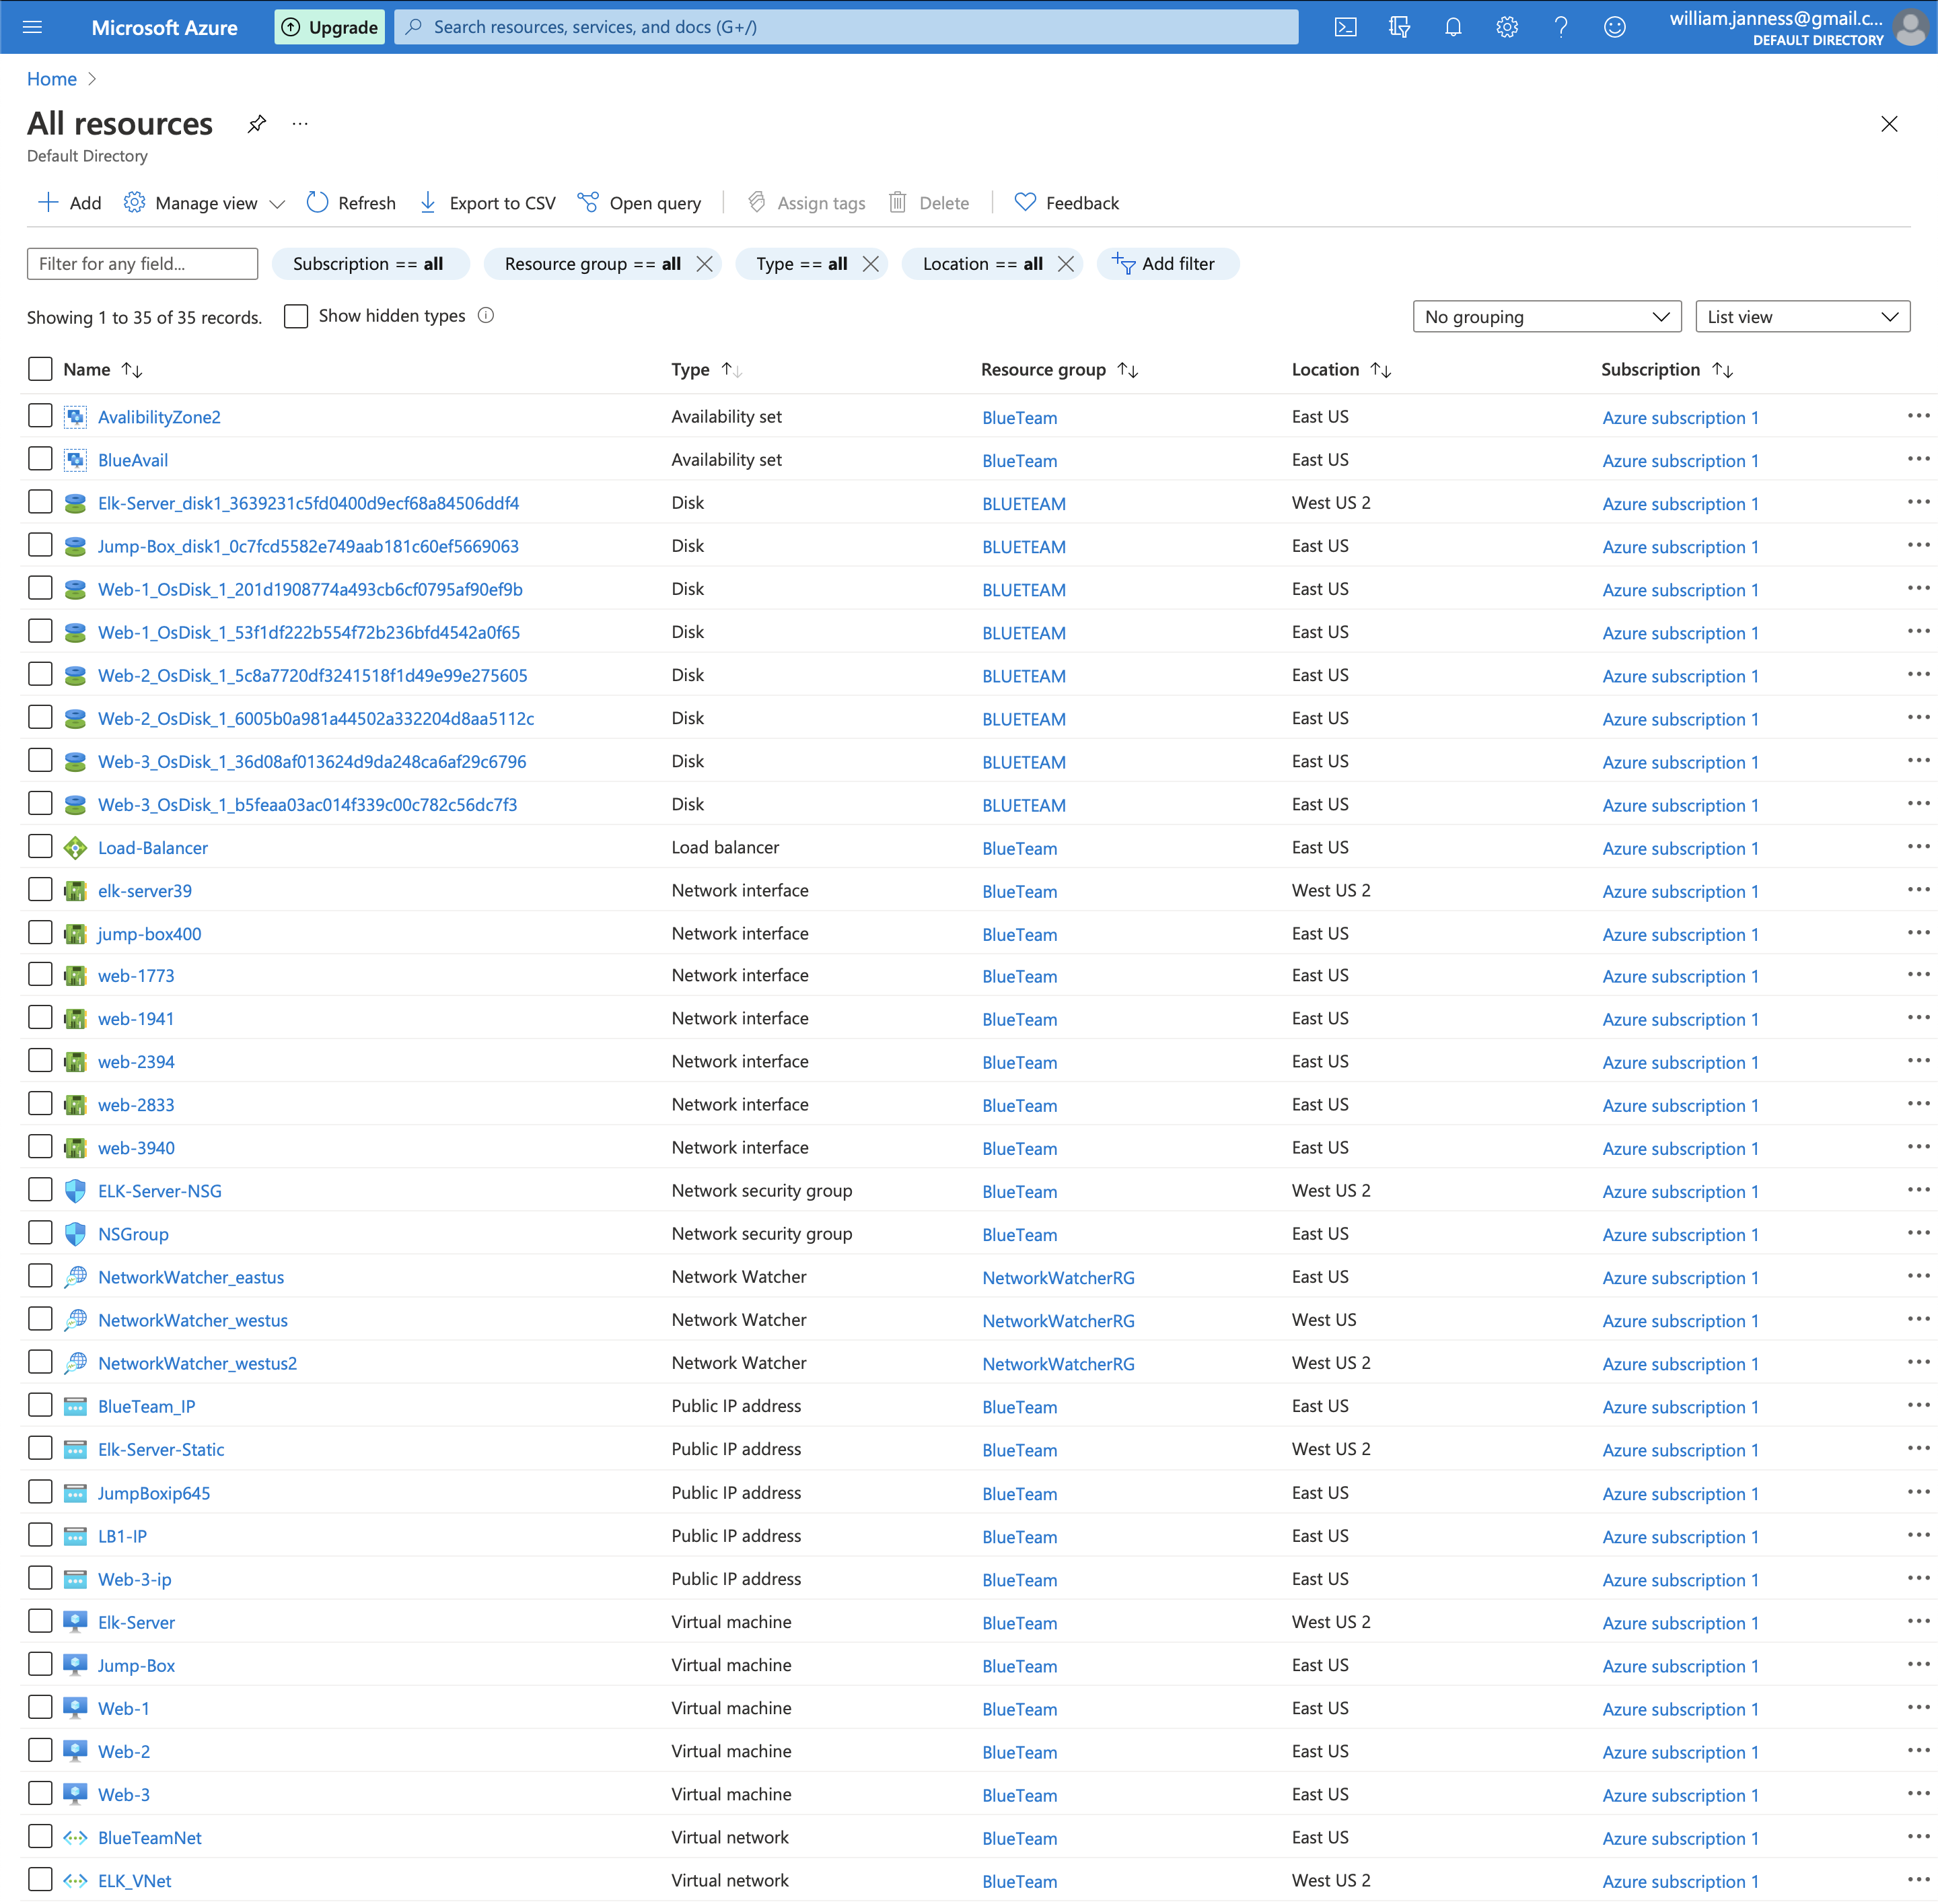 Microsoft Azure Upgrade Search resources, services, and docs (G+/) william.janness@gmail.c...
DEFAULT DIRECTORY
Home
All resources ...
Default Directory
Add Manage view Refresh Export to CSV Open query Assign tags Delete Feedback
Filter for any field... Subscription == all Resource group == all Type == all Location == all Add filter
Showing 1 to 35 of 35 records. Show hidden types No grouping List view
Name Type Resource group Location Subscription
AvalibilityZone2 Availability set BlueTeam East US Azure subscription 1
BlueAvail Availability set BlueTeam East US Azure subscription 1
Elk-Server_disk1_3639231c5fd0400d9ecf68a84506ddf4 Disk BLUETEAM West US 2 Azure subscription 1
Jump-Box_disk1_0c7fcd5582e749aab181c60ef5669063 Disk BLUETEAM East US Azure subscription 1
Web-1_OsDisk_1_201d1908774a493cb6cf0795af90ef9b Disk BLUETEAM East US Azure subscription 1
Web-1_OsDisk_1_53f1df222b554f72b236bfd4542a0f65 Disk BLUETEAM East US Azure subscription 1
Web-2_OsDisk_1_5c8a7720df3241518f1d49e99e275605 Disk BLUETEAM East US Azure subscription 1
Web-2_OsDisk_1_6005b0a981a44502a332204d8aa5112c Disk BLUETEAM East US Azure subscription 1
Web-3_OsDisk_1_36d08af013624d9da248ca6af29c6796 Disk BLUETEAM East US Azure subscription 1
Web-3_OsDisk_1_b5feaa03ac014f339c00c782c56dc7f3 Disk BLUETEAM East US Azure subscription 1
Load-Balancer Load balancer BlueTeam East US Azure subscription 1
elk-server39 Network interface BlueTeam West US 2 Azure subscription 1
jump-box400 Network interface BlueTeam East US Azure subscription 1
web-1773 Network interface BlueTeam East US Azure subscription 1
web-1941 Network interface BlueTeam East US Azure subscription 1
web-2394 Network interface BlueTeam East US Azure subscription 1
web-2833 Network interface BlueTeam East US Azure subscription 1
web-3940 Network interface BlueTeam East US Azure subscription 1
ELK-Server-NSG Network security group BlueTeam West US 2 Azure subscription 1
NSGroup Network security group BlueTeam East US Azure subscription 1
NetworkWatcher_eastus Network Watcher NetworkWatcherRG East US Azure subscription 1
NetworkWatcher_westus Network Watcher NetworkWatcherRG West US Azure subscription 1
NetworkWatcher_westus2 Network Watcher NetworkWatcherRG West US 2 Azure subscription 1
BlueTeam_IP Public IP address BlueTeam East US Azure subscription 1
Elk-Server-Static Public IP address BlueTeam West US 2 Azure subscription 1
JumpBoxip645 Public IP address BlueTeam East US Azure subscription 1
LB1-IP Public IP address BlueTeam East US Azure subscription 1
Web-3-ip Public IP address BlueTeam East US Azure subscription 1
Elk-Server Virtual machine BlueTeam West US 2 Azure subscription 1
Jump-Box Virtual machine BlueTeam East US Azure subscription 1
Web-1 Virtual machine BlueTeam East US Azure subscription 1
Web-2 Virtual machine BlueTeam East US Azure subscription 1
Web-3 Virtual machine BlueTeam East US Azure subscription 1
BlueTeamNet Virtual network BlueTeam East US Azure subscription 1
ELK_VNet Virtual network BlueTeam West US 2 Azure subscription 1